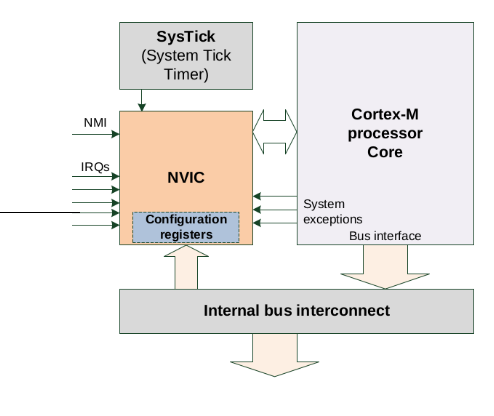 SysTick
(System Tick
Timer)
NMI
IRQs
NVIC
Configuration
registers
Cortex-M
processor
Core
System
exceptions
Bus interface
Internal bus interconnect